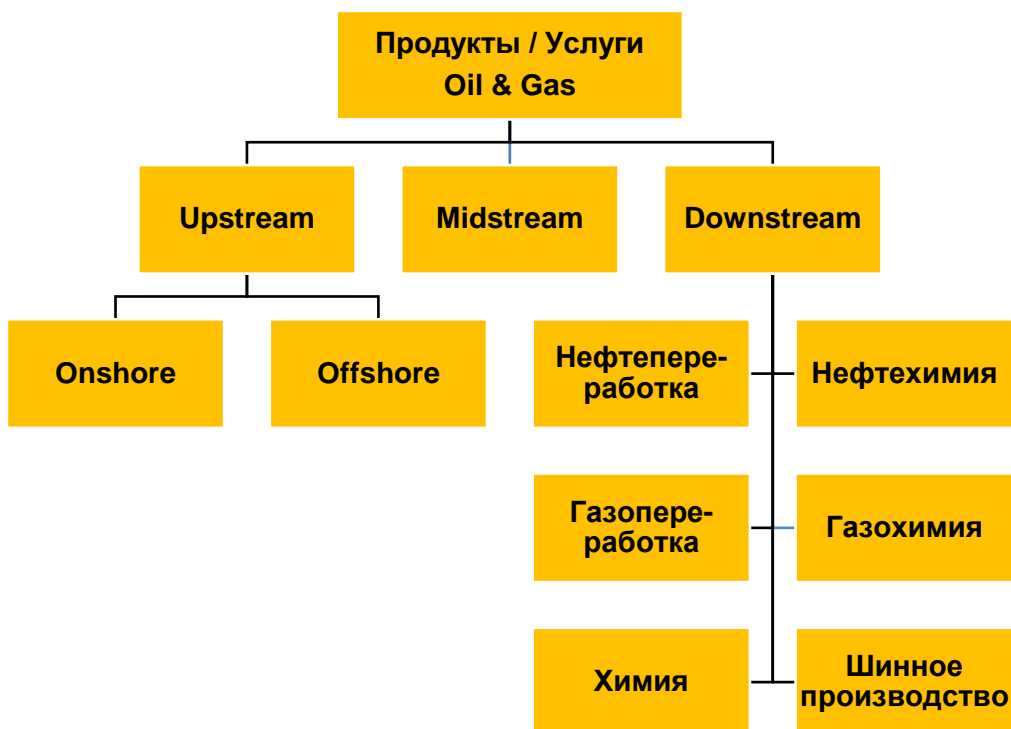 Продукты / Услуги
Oil & Gas
Upstream
Midstream
Downstream
Onshore
Offshore
Нефтепере-
работка
Нефтехимия
Газопере-
работка
Газохимия
Химия
Шинное
производство